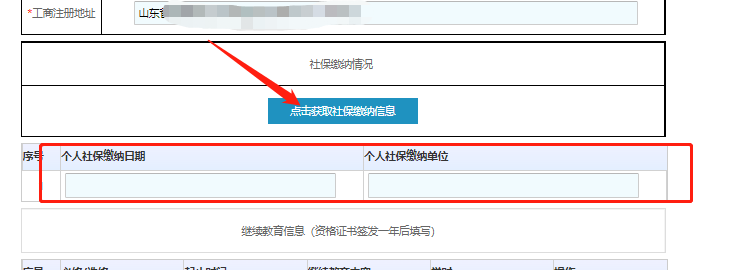 *工商注册地址 山东省
社保缴纳情况
点击获取社保缴纳信息
序号 个人社保缴纳日期 个人社保缴纳单位
继续教育信息（资格证书签发一年后填写）